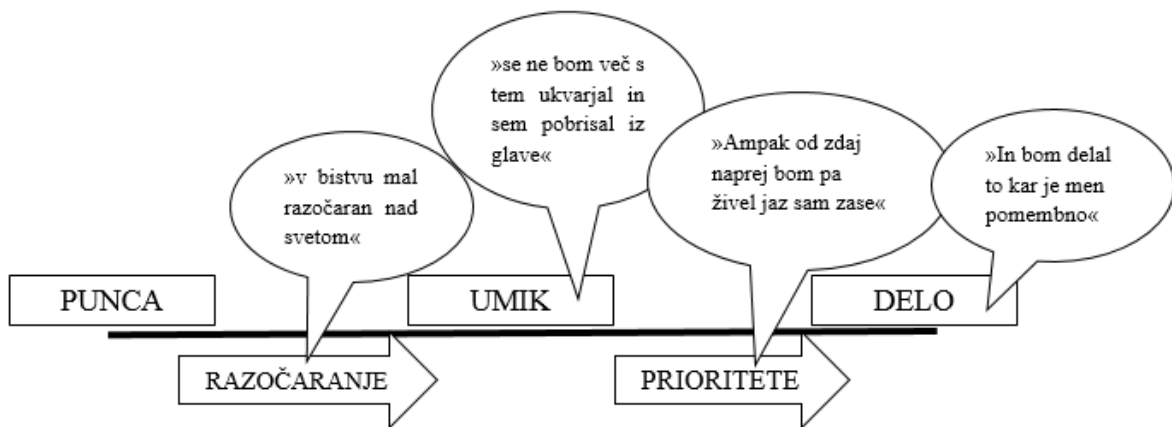 »se ne bom več s
tem ukvarjal in
sem pobrisal iz
glave«
»Ampak od zdaj
naprej bom pa
živel jaz sam zase«
»In bom delal
to kar je men
pomembno«
»v bistvu mal
razočaran nad
svetom«
PUNCA
UMIK
DELO
RAZOČARANJE
PRIORITETE